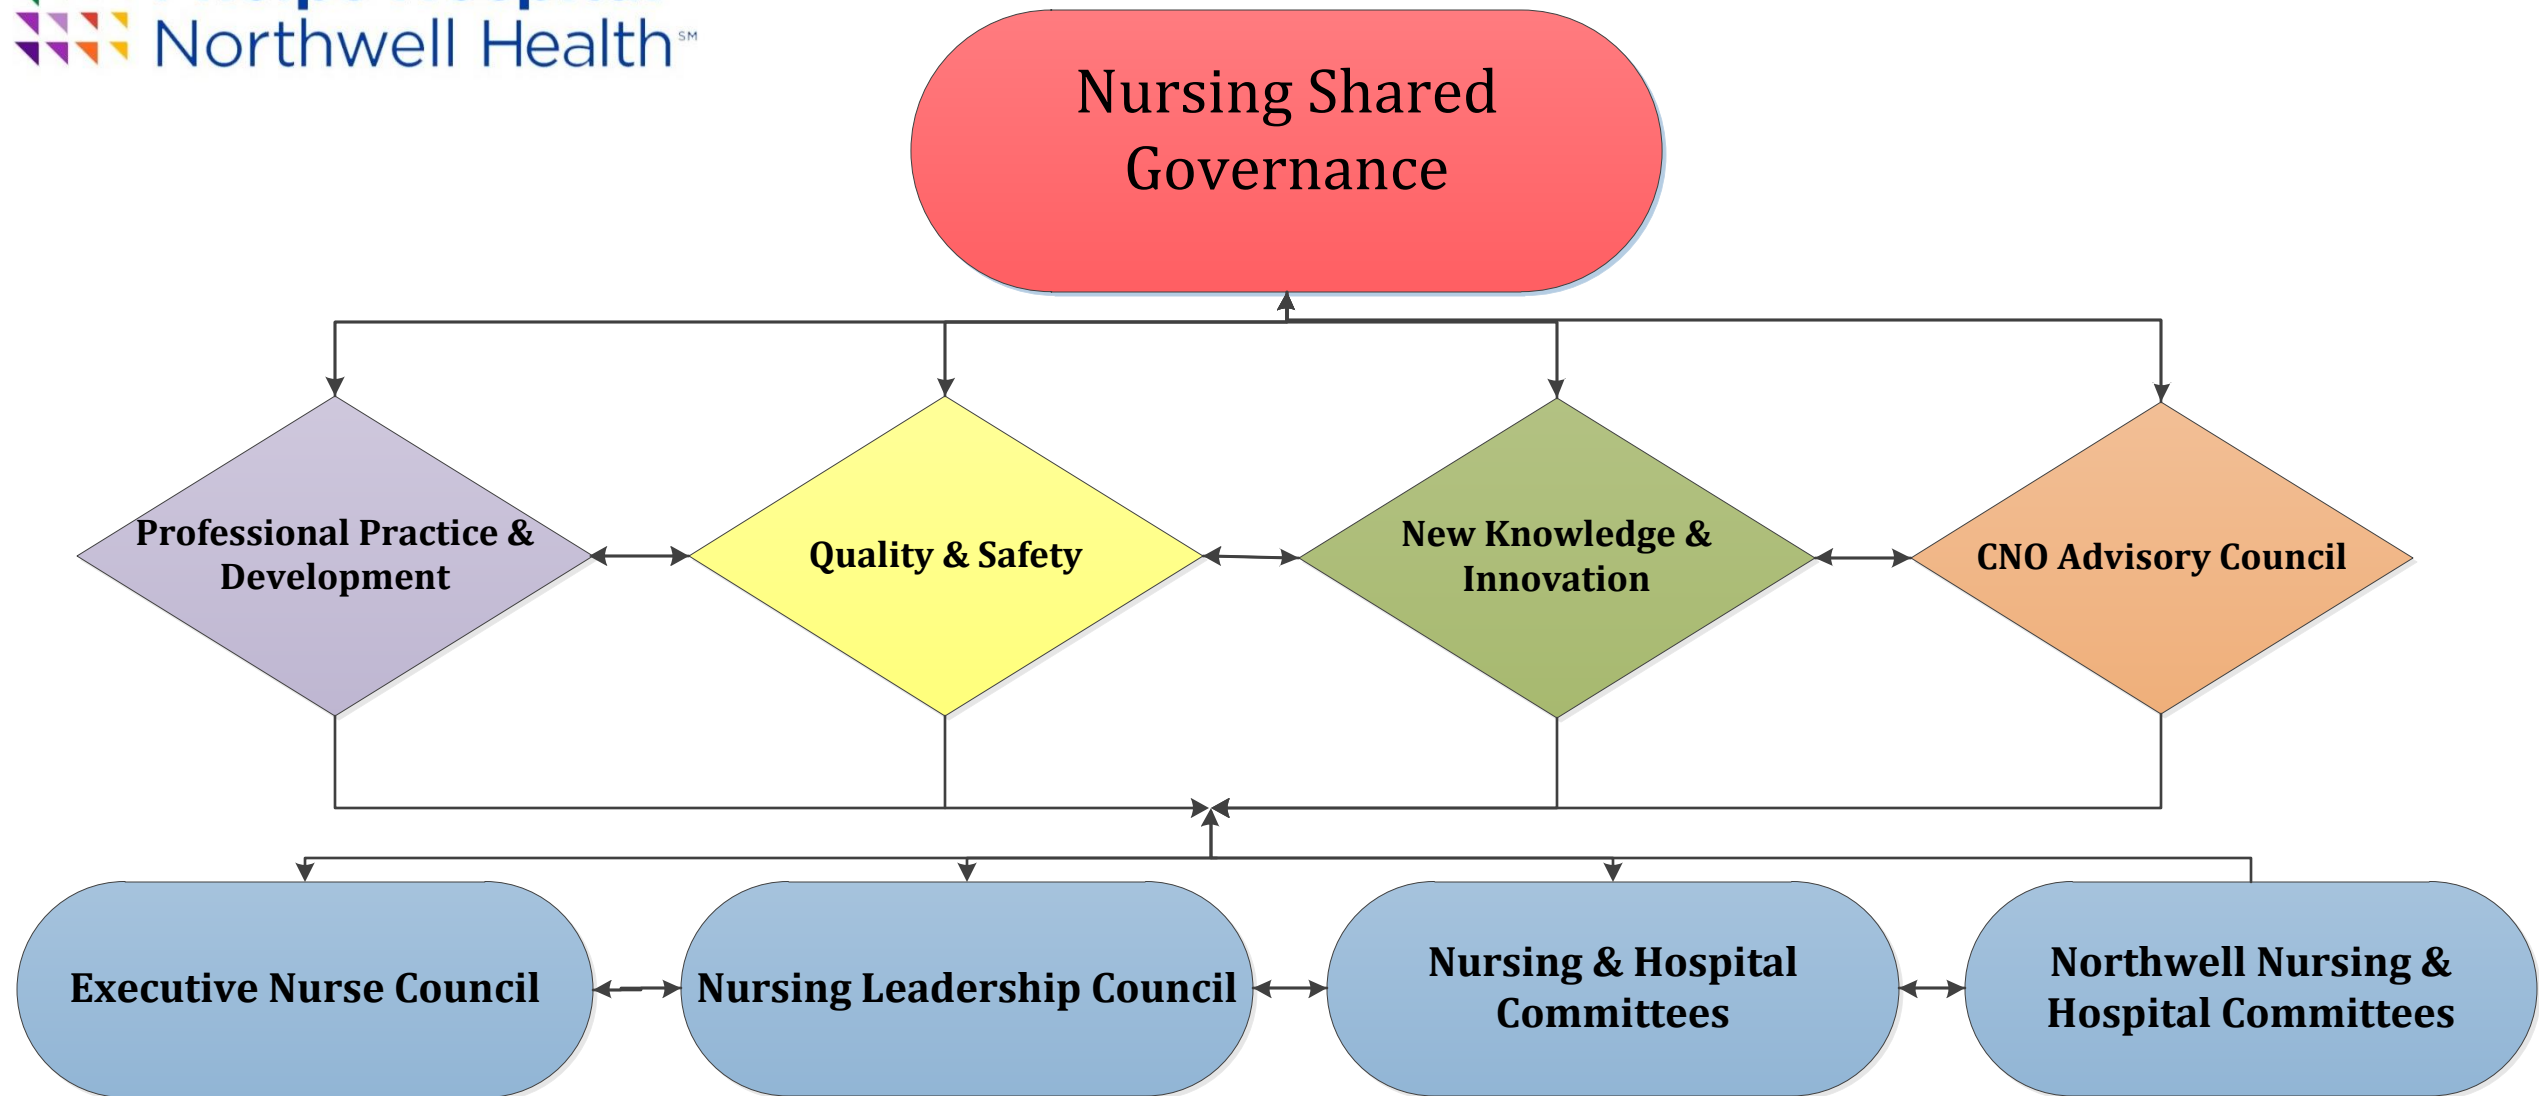 Northwell Health℠
Nursing Shared
Governance
Professional Practice &
Development
Quality & Safety
New Knowledge &
Innovation
CNO Advisory Council
Executive Nurse Council
Nursing Leadership Council
Nursing & Hospital
Committees
Northwell Nursing &
Hospital Committees